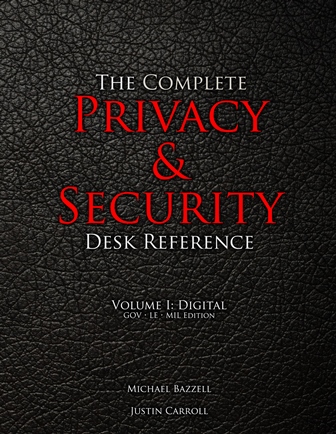 The Complete
Privacy
&
Security
Desk Reference
Volume I: Digital
GOV • LE • MIL Edition
Michael Bazzell
Justin Carroll